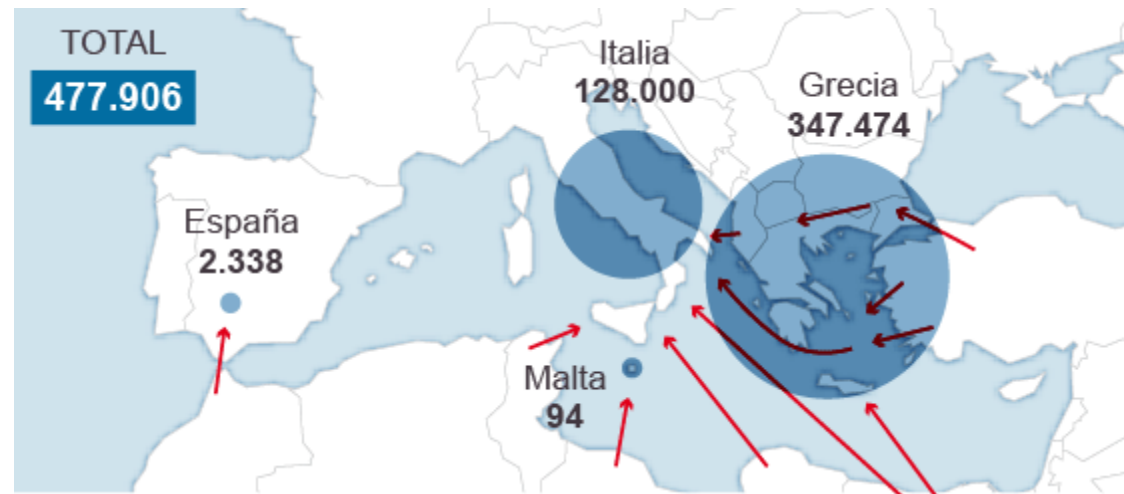 TOTAL
477.906
Italia
128.000
Grecia
347.474
España
2.338
Malta
94